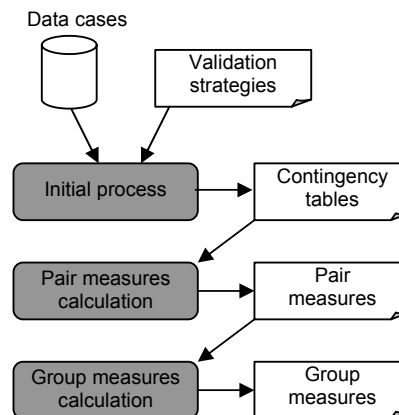 Data cases
Validation
strategies
Initial process
Contingency
tables
Pair measures
calculation
Pair
measures
Group measures
calculation
Group
measures